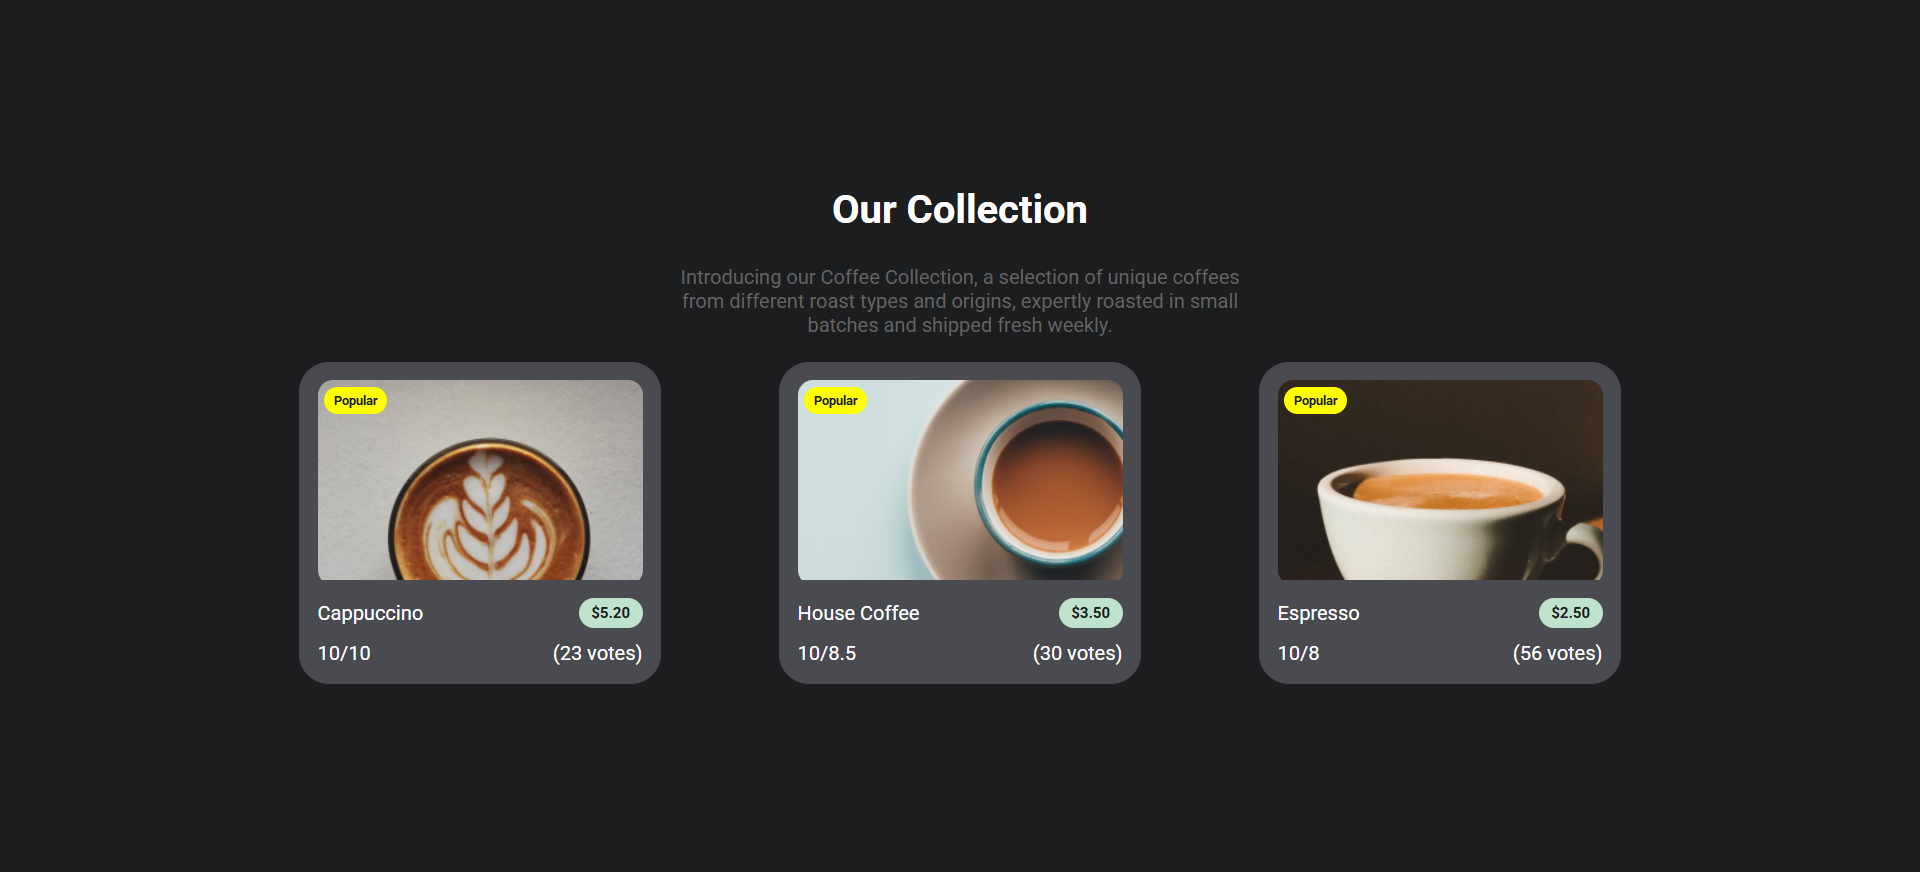 Our Collection
Introducing our Coffee Collection, a selection of unique coffees
from different roast types and origins, expertly roasted in small
batches and shipped fresh weekly.
Popular
Cappuccino $5.20
10/10 (23 votes)
Popular
House Coffee $3.50
10/8.5 (30 votes)
Popular
Espresso $2.50
10/8 (56 votes)